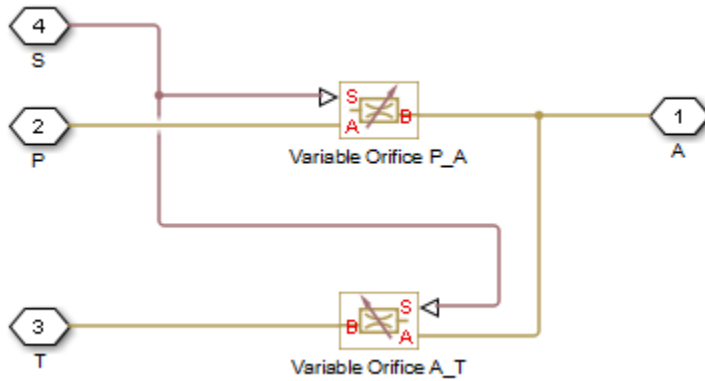 4
S
S
A
B
Variable Orifice P_A
2
P
1
A
3
T
B
S
A
Variable Orifice A_T